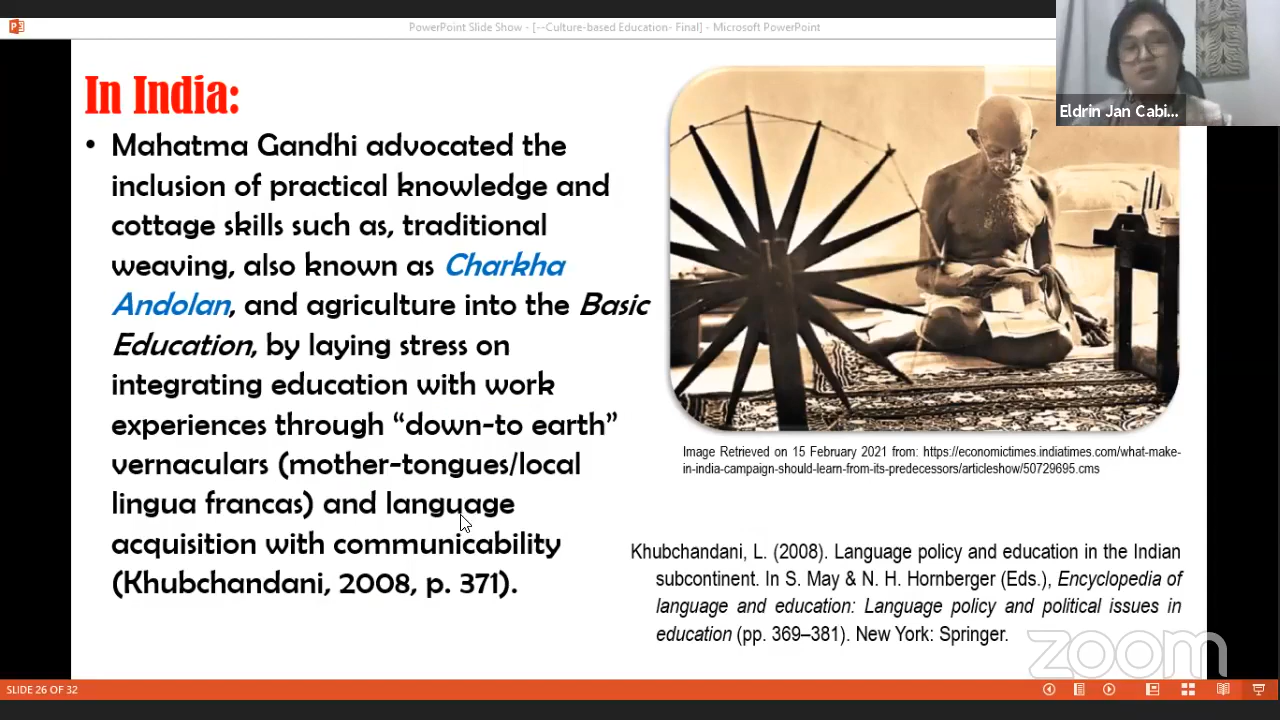 PowerPoint Slide Show - [--Culture-based Education- Final] - Microsoft PowerPoint
Eldrin Jan Cabi...
In India:
• Mahatma Gandhi advocated the
inclusion of practical knowledge and
cottage skills such as, traditional
weaving, also known as Charkha
Andolan, and agriculture into the Basic
Education, by laying stress on
integrating education with work
experiences through “down-to earth”
vernaculars (mother-tongues/local
lingua francas) and language
acquisition with communicability
(Khubchandani, 2008, p. 371).
Image Retrieved on 15 February 2021 from: https://economictimes.indiatimes.com/what-make-
in-india-campaign-should-learn-from-its-predecessors/articleshow/50729695.cms
Khubchandani, L. (2008). Language policy and education in the Indian
subcontinent. In S. May & N. H. Hornberger (Eds.), Encyclopedia of
language and education: Language policy and political issues in
education (pp. 369–381). New York: Springer.
zoom
SLIDE 26 OF 32